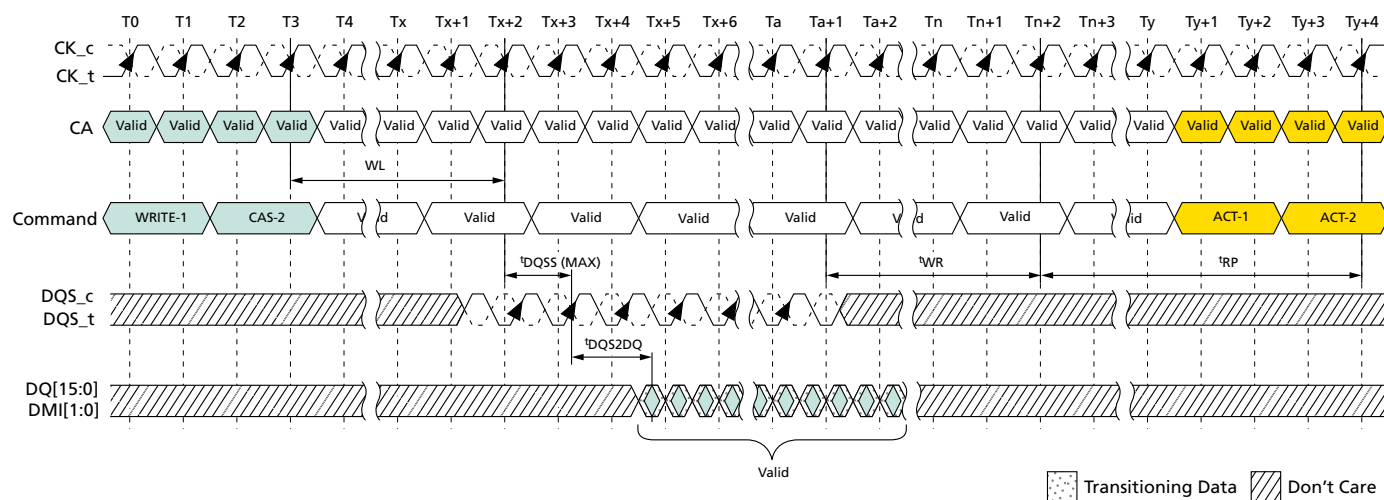 T0 T1 T2 T3 T4 Tx Tx+1 Tx+2 Tx+3 Tx+4 Tx+5 Tx+6 Ta Ta+1 Ta+2 Tn Tn+1 Tn+2 Tn+3 Ty Ty+1 Ty+2 Ty+3 Ty+4
CK_c
CK_t
CA Valid Valid Valid Valid Valid Valid Valid Valid Valid Valid Valid Valid Valid Valid Valid Valid Valid Valid Valid Valid Valid Valid Valid Valid
WL
Command WRITE-1 CAS-2 Valid Valid Valid Valid Valid Valid Valid Valid ACT-1 ACT-2
tDQSS (MAX) tWR tRP
DQS_c
DQS_t
tDQS2DQ
DQ[15:0]
DMI[1:0]
Valid
Transitioning Data Don't Care